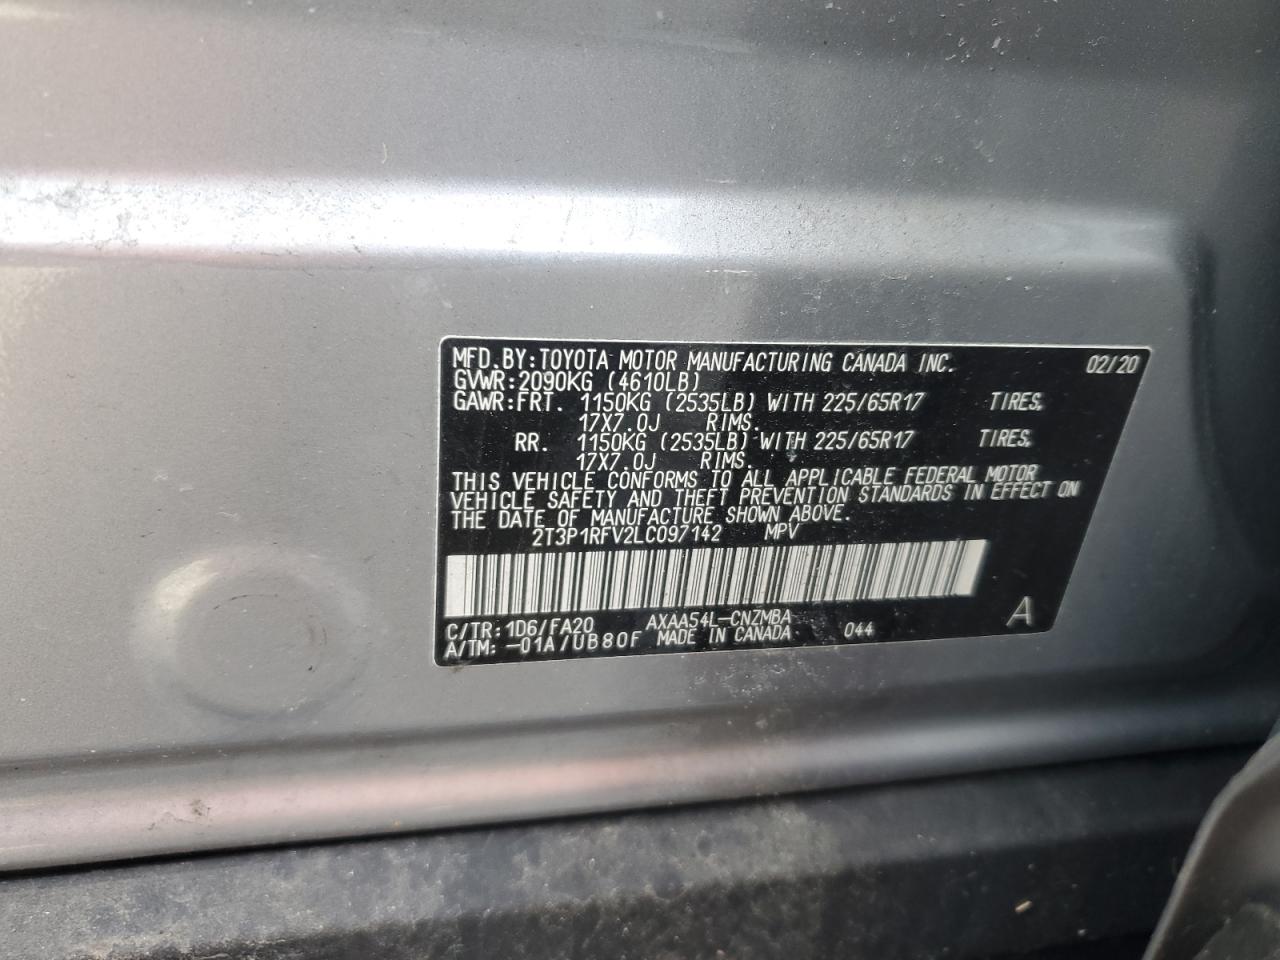 MFD.BY:TOYOTA MOTOR MANUFACTURING CANADA INC. 02/20
GVWR:2090KG (4610LB)
GAWR:FRT. 1150KG (2535LB) WITH 225/65R17 TIRES,
17X7.0J RIMS.
RR. 1150KG (2535LB) WITH 225/65R17 TIRES,
17X7.0J RIMS.
THIS VEHICLE CONFORMS TO ALL APPLICABLE FEDERAL MOTOR
VEHICLE SAFETY AND THEFT PREVENTION STANDARDS IN EFFECT ON
THE DATE OF MANUFACTURE SHOWN ABOVE.
2T3P1RFV2LC097142 MPV
C/TR:1D6/FA20 AXAA54L-CNZMBA
A/TM:-01A/UB80F MADE IN CANADA 044 A